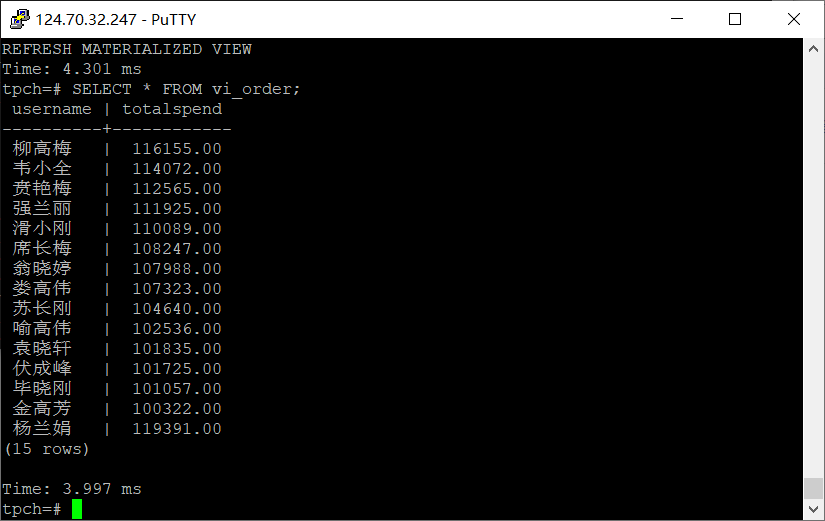 124.70.32.247 - PuTTY
REFRESH MATERIALIZED VIEW
Time: 4.301 ms
tpch=# SELECT * FROM vi_order;
 username | totalspend
----------+------------
 柳高梅   |  116155.00
 韦小全   |  114072.00
 贲艳梅   |  112565.00
 强兰丽   |  111925.00
 滑小刚   |  110089.00
 席长梅   |  108247.00
 翁晓婷   |  107988.00
 娄高伟   |  107323.00
 苏长刚   |  104640.00
 喻高伟   |  102536.00
 袁晓轩   |  101835.00
 伏成峰   |  101725.00
 毕晓刚   |  101057.00
 金高芳   |  100322.00
 杨兰娟   |  119391.00
(15 rows)
Time: 3.997 ms
tpch=#